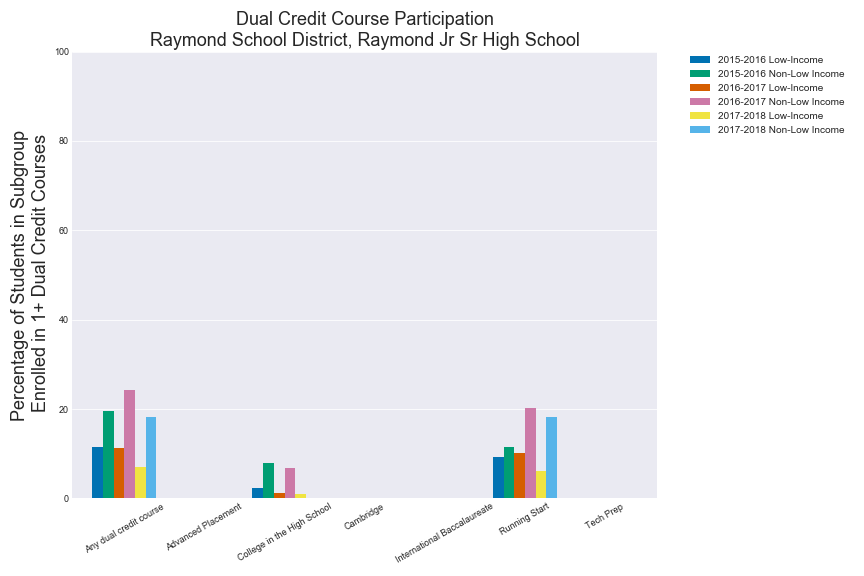 Dual Credit Course Participation
Raymond School District, Raymond Jr Sr High School
Percentage of Students in Subgroup
Enrolled in 1+ Dual Credit Courses
100
80
60
40
20
0
Any dual credit course
Advanced Placement
College in the High School
Cambridge
International Baccalaureate
Running Start
Tech Prep
2015-2016 Low-Income
2015-2016 Non-Low Income
2016-2017 Low-Income
2016-2017 Non-Low Income
2017-2018 Low-Income
2017-2018 Non-Low Income